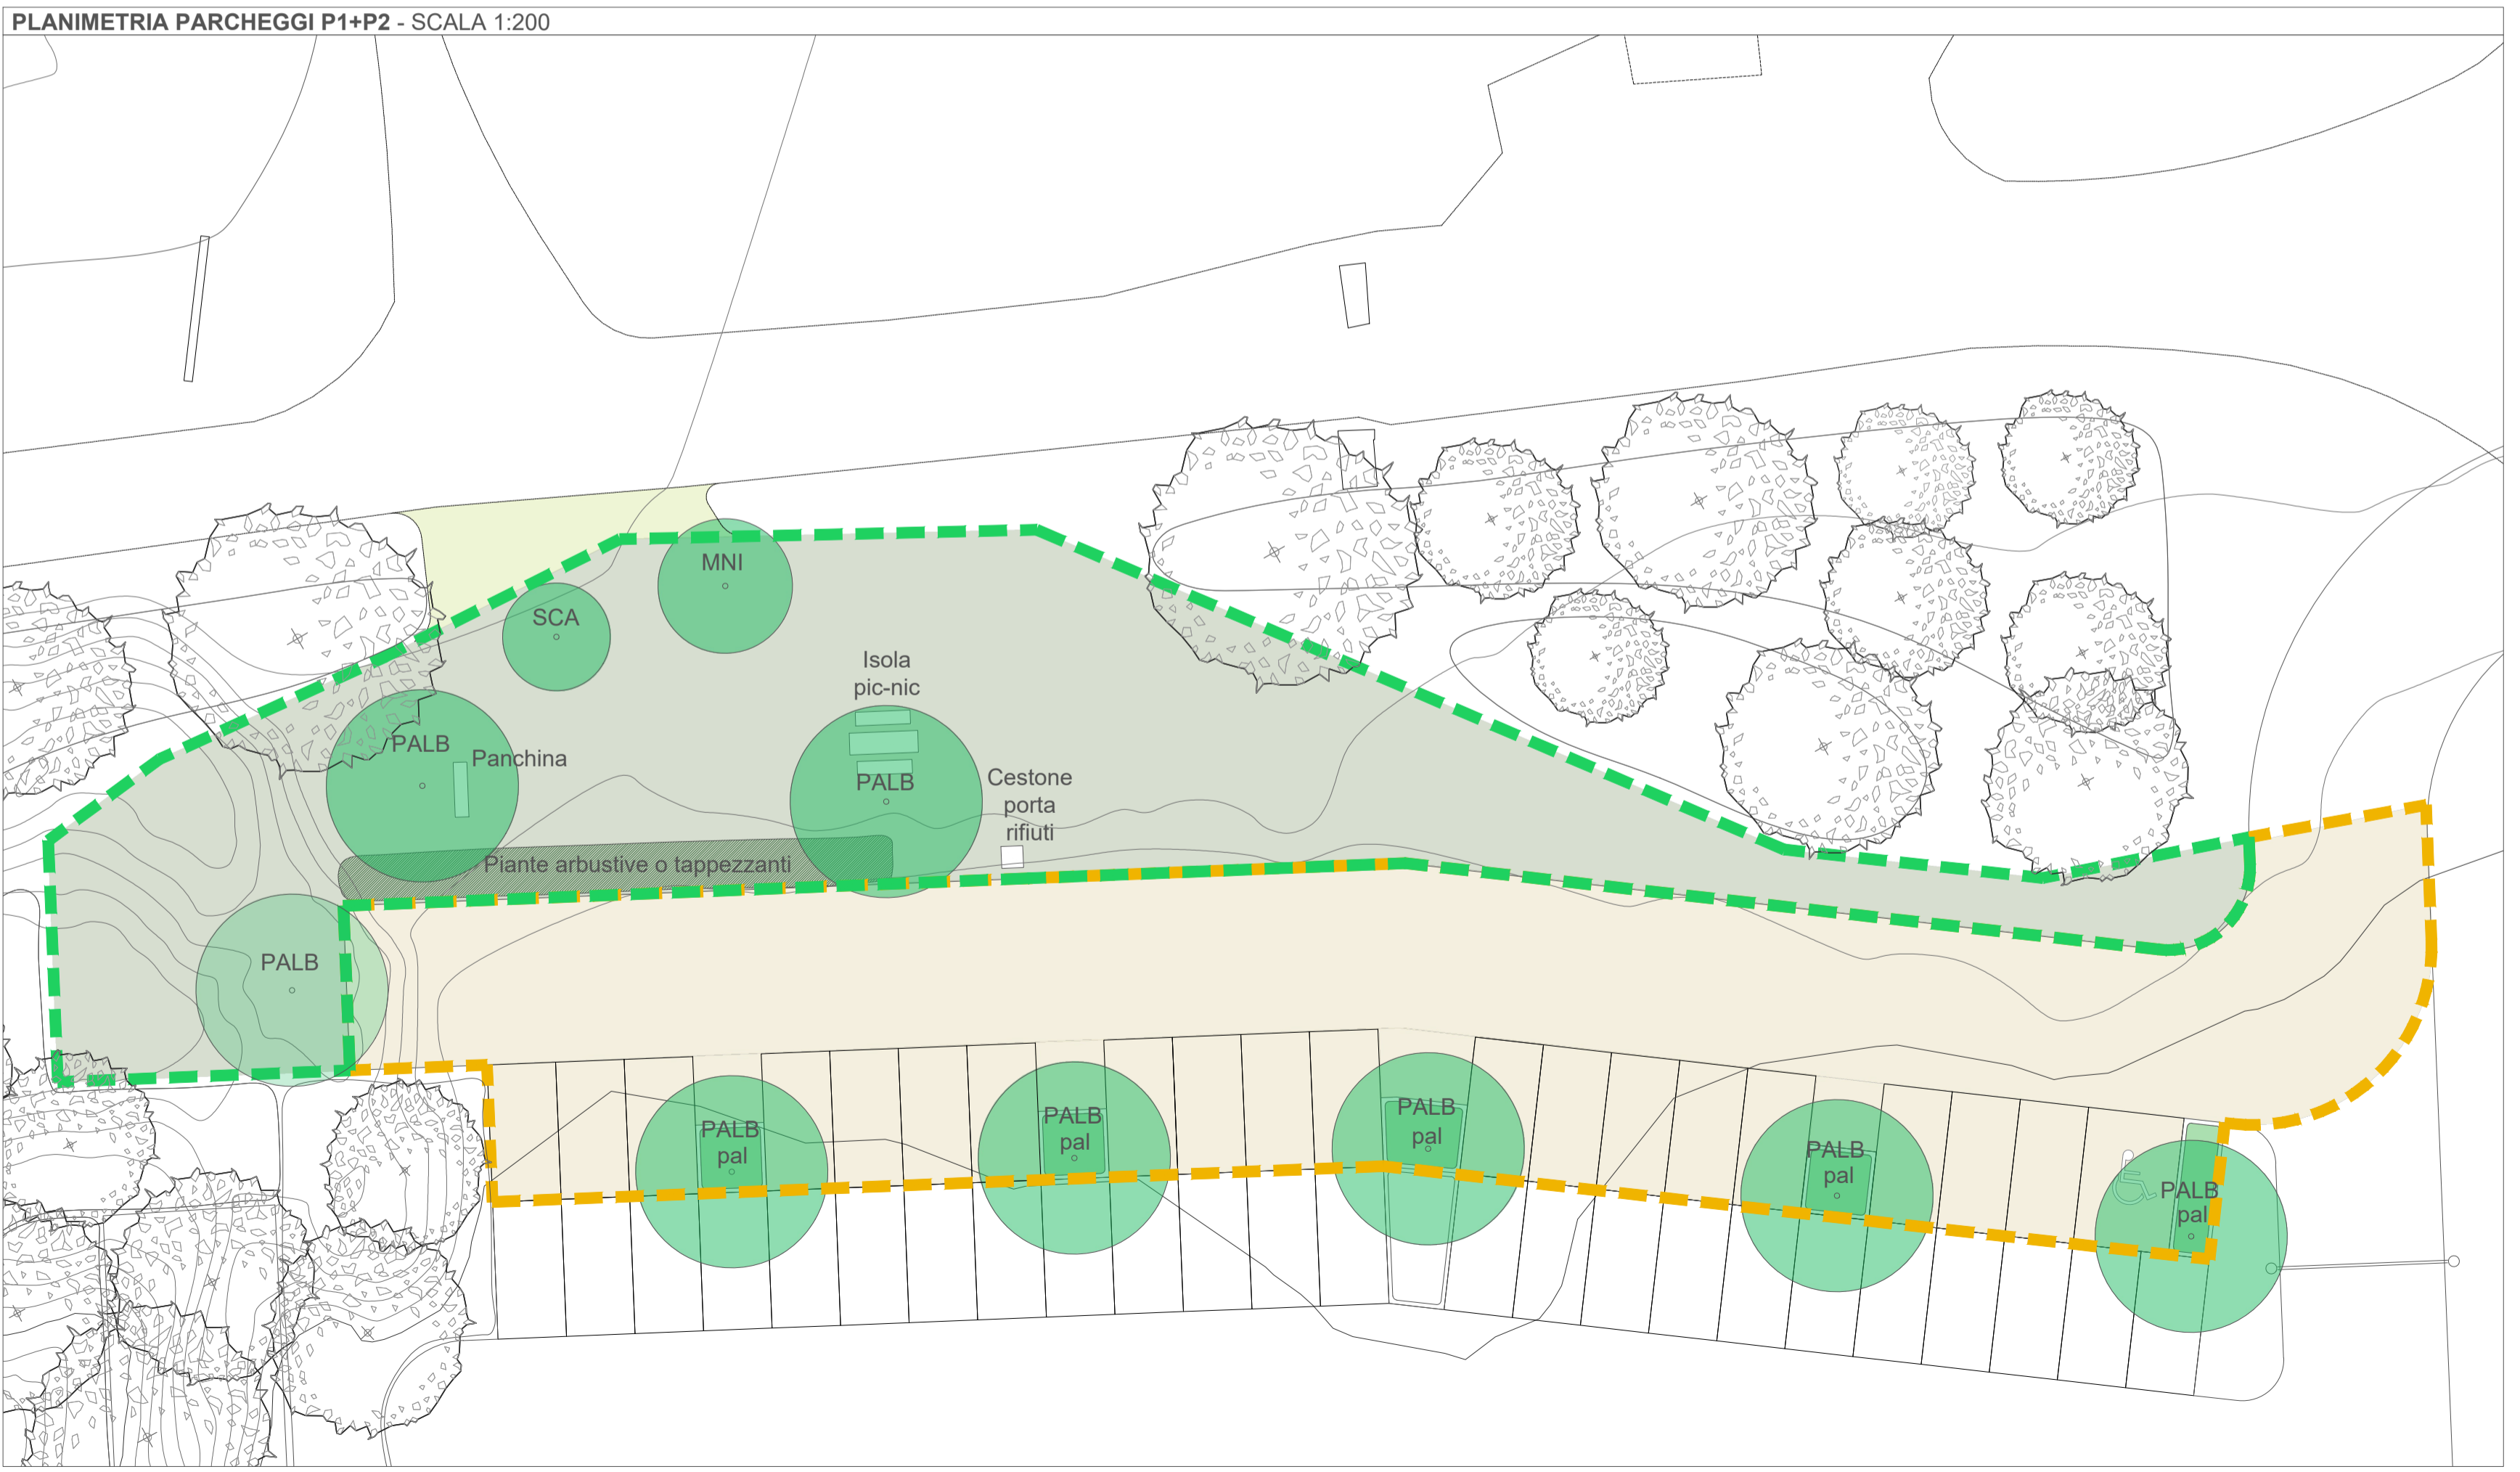 PLANIMETRIA PARCHEGGI P1+P2 - SCALA 1:200
MNI
SCA
Isola
pic-nic
PALB
Panchina
PALB
Cestone
porta
rifiuti
Piante arbustive o tappezzanti
PALB
PALB
pal
PALB
pal
PALB
pal
PALB
pal
PALB
pal